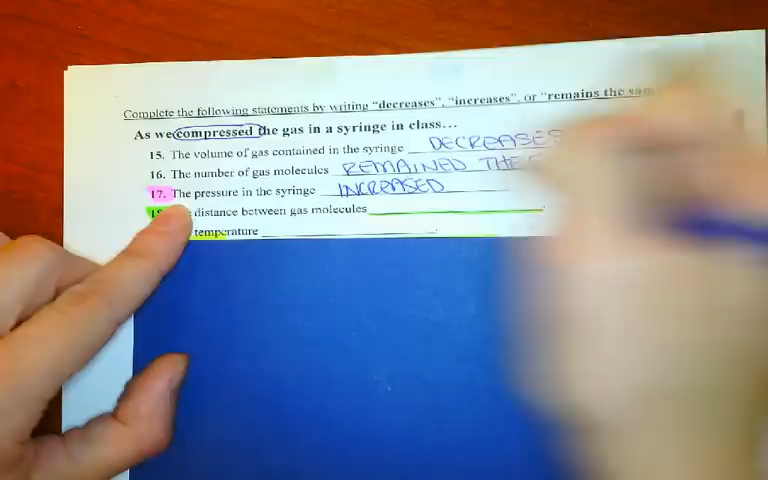 Complete the following statements by writing "decreases", "increases", or "remains the
As we compressed the gas in a syringe in class...
15. The volume of gas contained in the syringe DECREASES
16. The number of gas molecules REMAINED THE
17. The pressure in the syringe INCREASED
distance between gas molecules
temperature